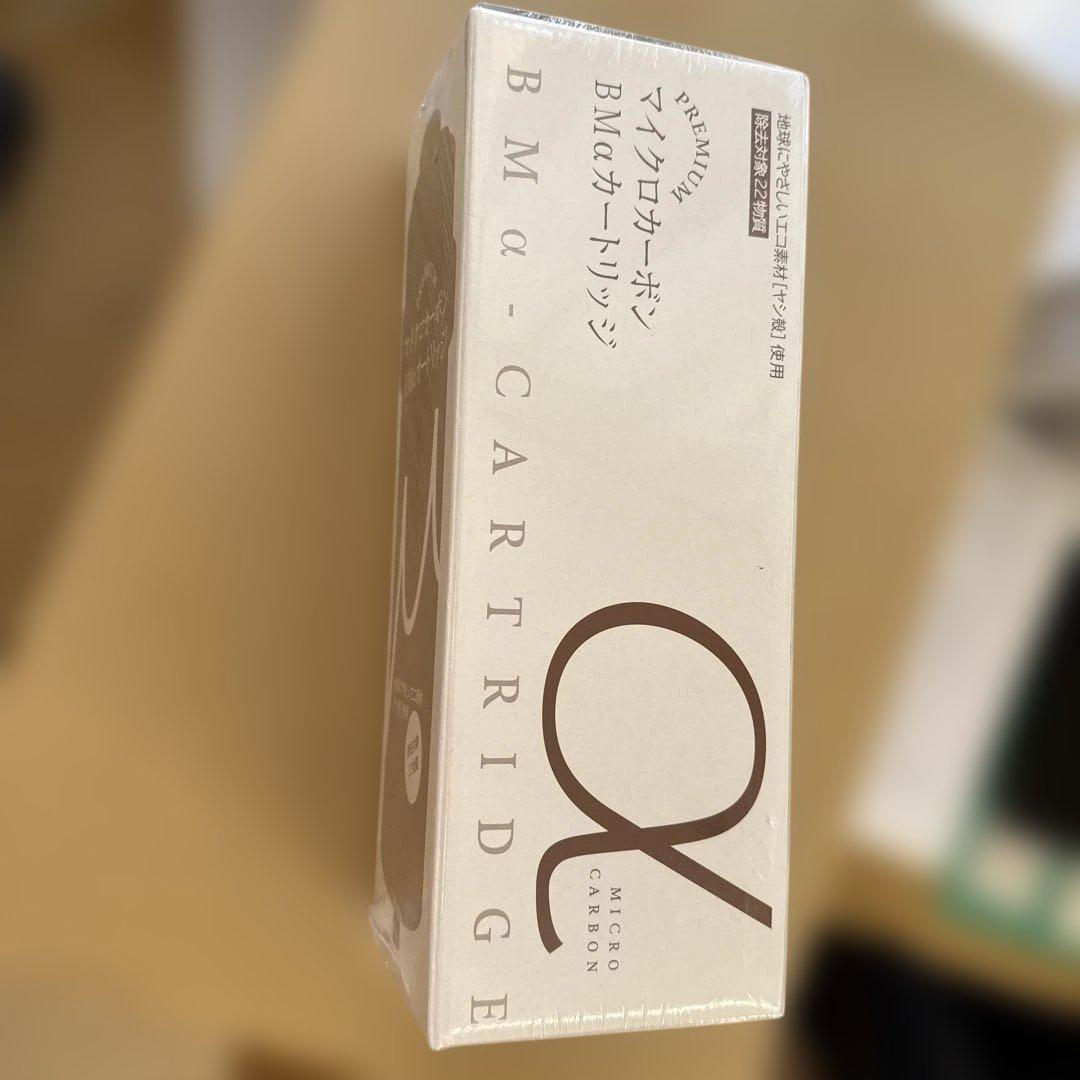 地球にやさしいエコ素材[ヤシ殻]使用
除去対象22物質
PREMIUM
マイクロカーボン
BMαカートリッジ
BMα-CARTRIDGE
α
MICRO
CARBON